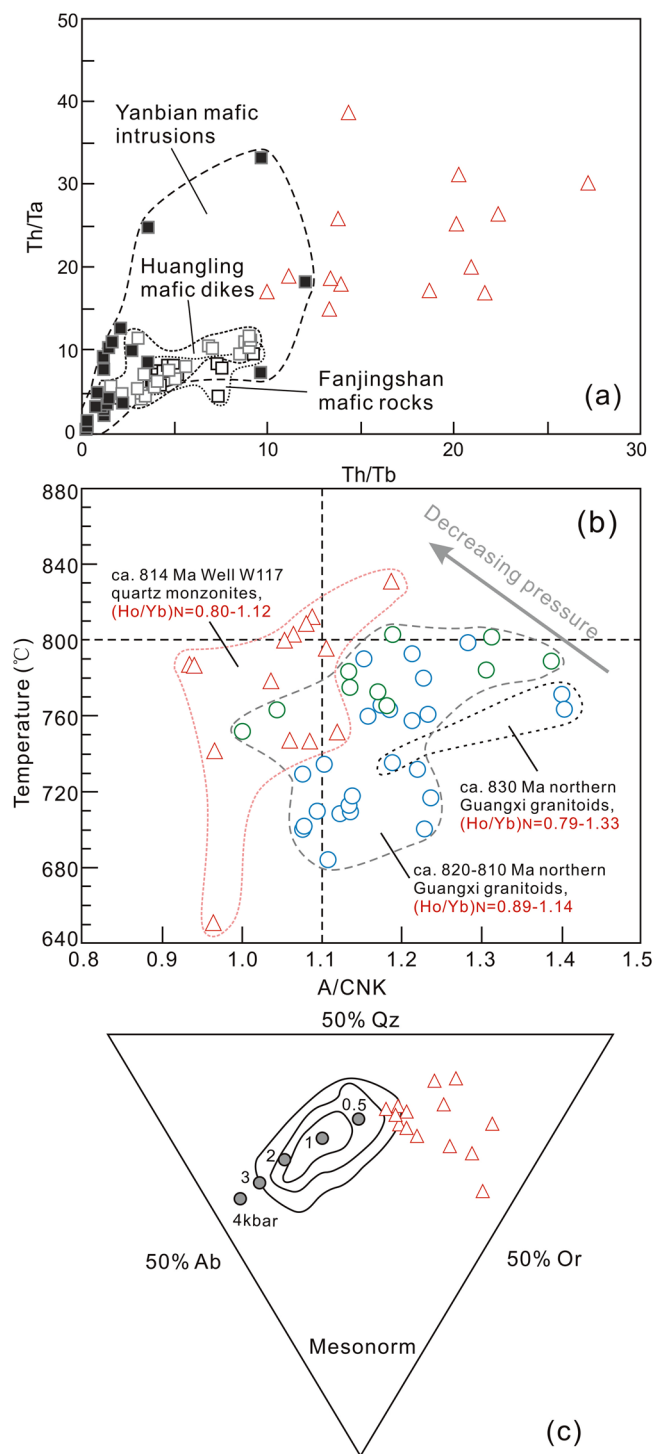 50
40
30
20
10
0
Th/Ta
Yanbian mafic
intrusions
Huangling
mafic dikes
Fanjingshan
mafic rocks
(a)
0
10
20
30
Th/Tb
880
840
800
760
720
680
640
Temperature (℃)
(b)
Decreasing pressure
ca. 814 Ma Well W117
quartz monzonites,
(Ho/Yb)N=0.80-1.12
ca. 830 Ma northern
Guangxi granitoids,
(Ho/Yb)N=0.79-1.33
ca. 820-810 Ma northern
Guangxi granitoids,
(Ho/Yb)N=0.89-1.14
0.8
0.9
1.0
1.1
1.2
1.3
1.4
1.5
A/CNK
50% Qz
0.5
1
2
3
4kbar
50% Ab
50% Or
Mesonorm
(c)